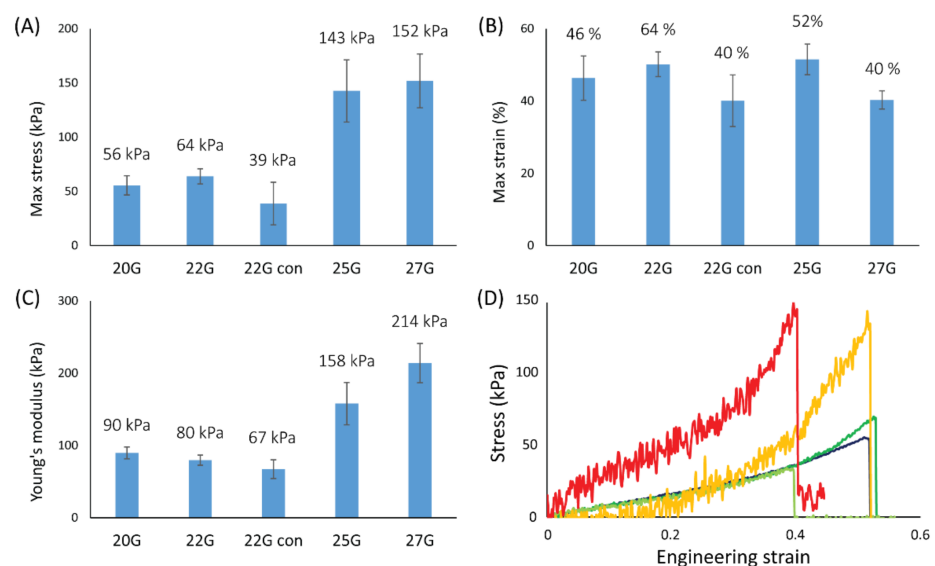 (A)
Max stress (kPa)
200
150
100
50
0
56 kPa
64 kPa
39 kPa
143 kPa
152 kPa
20G 22G 22G con 25G 27G
(B)
Max strain (%)
60
40
20
0
46 %
64 %
40 %
52%
40 %
20G 22G 22G con 25G 27G
(C)
Young's modulus (kPa)
300
200
100
0
90 kPa
80 kPa
67 kPa
158 kPa
214 kPa
20G 22G 22G con 25G 27G
(D)
Stress (kPa)
150
100
50
0
0 0.2 0.4 0.6
Engineering strain